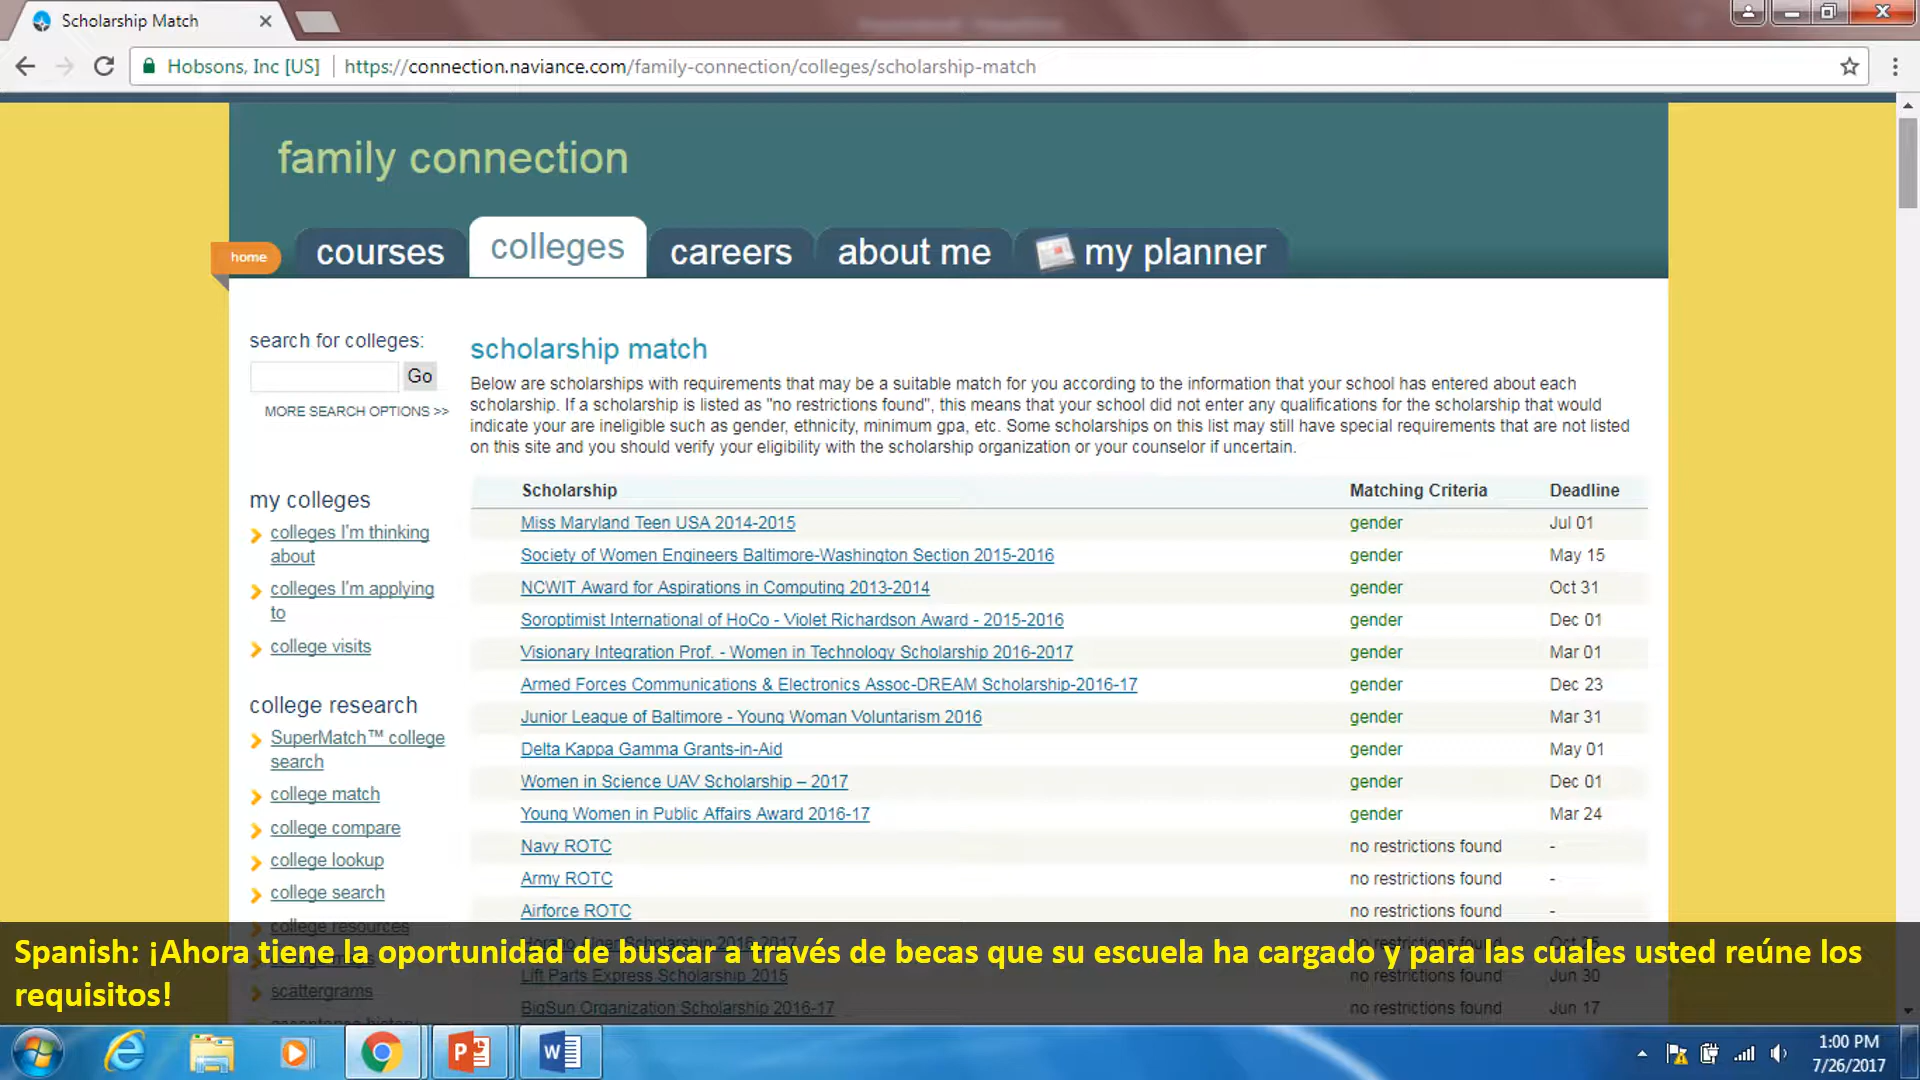 Scholarship Match
Hobsons, Inc [US]
https://connection.naviance.com/family-connection/colleges/scholarship-match
family connection
home
courses
colleges
careers
about me
my planner
search for colleges:
Go
MORE SEARCH OPTIONS >>
my colleges
colleges I'm thinking
about
colleges I'm applying
to
college visits
college research
SuperMatch™ college
search
college match
college compare
college lookup
college search
college resources
scattergrams
acceptance history
scholarship match
Below are scholarships with requirements that may be a suitable match for you according to the information that your school has entered about each
scholarship. If a scholarship is listed as "no restrictions found", this means that your school did not enter any qualifications for the scholarship that would
indicate your are ineligible such as gender, ethnicity, minimum gpa, etc. Some scholarships on this list may still have special requirements that are not listed
on this site and you should verify your eligibility with the scholarship organization or your counselor if uncertain.
Scholarship Matching Criteria Deadline
Miss Maryland Teen USA 2014-2015 gender Jul 01
Society of Women Engineers Baltimore-Washington Section 2015-2016 gender May 15
NCWIT Award for Aspirations in Computing 2013-2014 gender Oct 31
Soroptimist International of HoCo - Violet Richardson Award - 2015-2016 gender Dec 01
Visionary Integration Prof. - Women in Technology Scholarship 2016-2017 gender Mar 01
Armed Forces Communications & Electronics Assoc-DREAM Scholarship-2016-17 gender Dec 23
Junior League of Baltimore - Young Woman Voluntarism 2016 gender Mar 31
Delta Kappa Gamma Grants-in-Aid gender May 01
Women in Science UAV Scholarship – 2017 gender Dec 01
Young Women in Public Affairs Award 2016-17 gender Mar 24
Navy ROTC no restrictions found -
Army ROTC no restrictions found -
Airforce ROTC no restrictions found -
Horatio Alger Scholarship 2016-2017 no restrictions found Oct 25
Lift Parts Express Scholarship 2015 no restrictions found Jun 30
BigSun Organization Scholarship 2016-17 no restrictions found Jun 17
Spanish: ¡Ahora tiene la oportunidad de buscar a través de becas que su escuela ha cargado y para las cuales usted reúne los
requisitos!
1:00 PM
7/26/2017